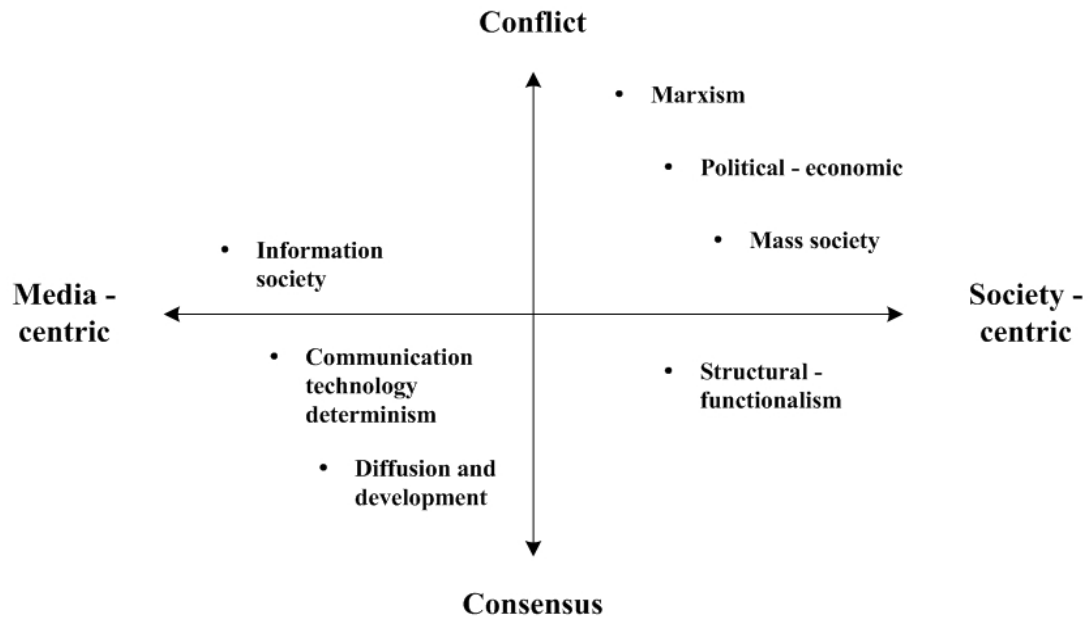 Conflict
• Marxism
• Political - economic
• Mass society
• Information
society
Media -
centric
Society -
centric
• Communication
technology
determinism
• Structural -
functionalism
• Diffusion and
development
Consensus